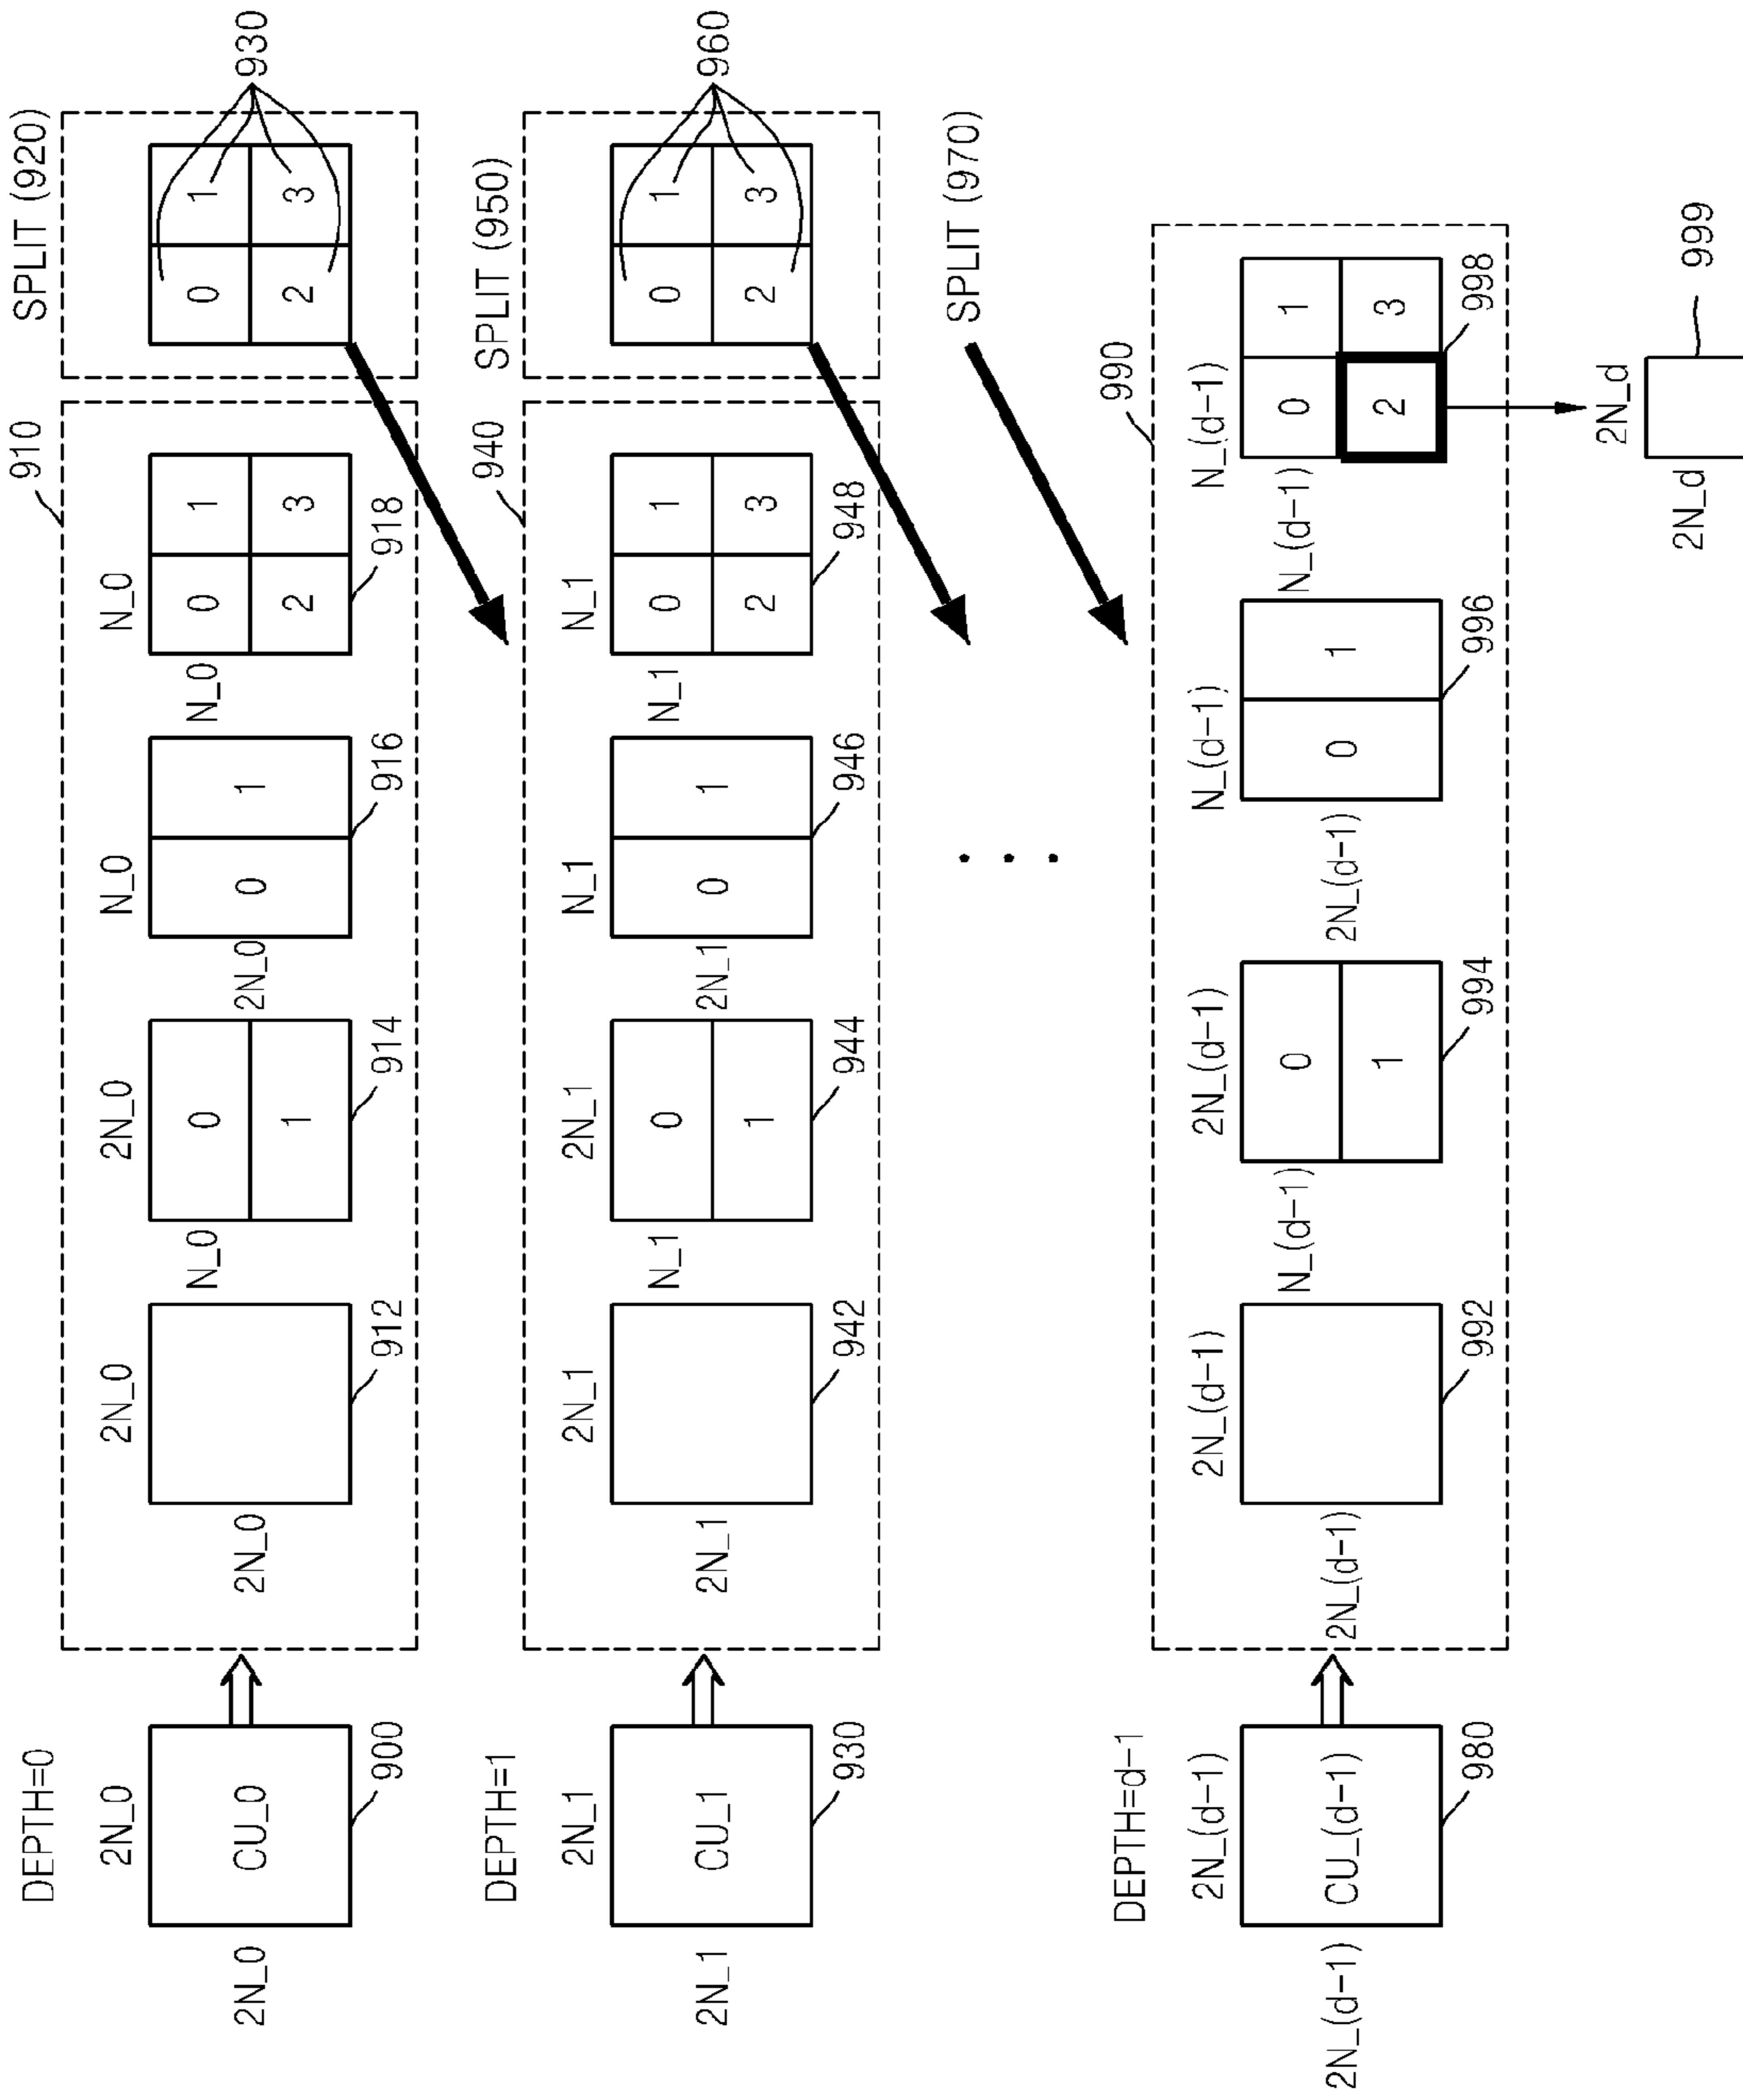 DEPTH=0
2N_0
2N_0
CU_0
900
910
2N_0
2N_0
912
2N_0
N_0
0
1
914
N_0
2N_0
0 1
916
N_0
N_0
0 1
2 3
918
SPLIT (920)
0 1
2 3
930
DEPTH=1
2N_1
2N_1
CU_1
930
940
2N_1
2N_1
942
2N_1
N_1
0
1
944
N_1
2N_1
0 1
946
N_1
N_1
0 1
2 3
948
SPLIT (950)
0 1
2 3
960
SPLIT (970)
. . .
DEPTH=d-1
2N_(d-1)
2N_(d-1)
CU_(d-1)
980
990
2N_(d-1)
2N_(d-1)
992
2N_(d-1)
N_(d-1)
0
1
994
N_(d-1)
2N_(d-1)
0 1
996
N_(d-1)
N_(d-1)
0 1
2 3
998
2N_d
2N_d
999